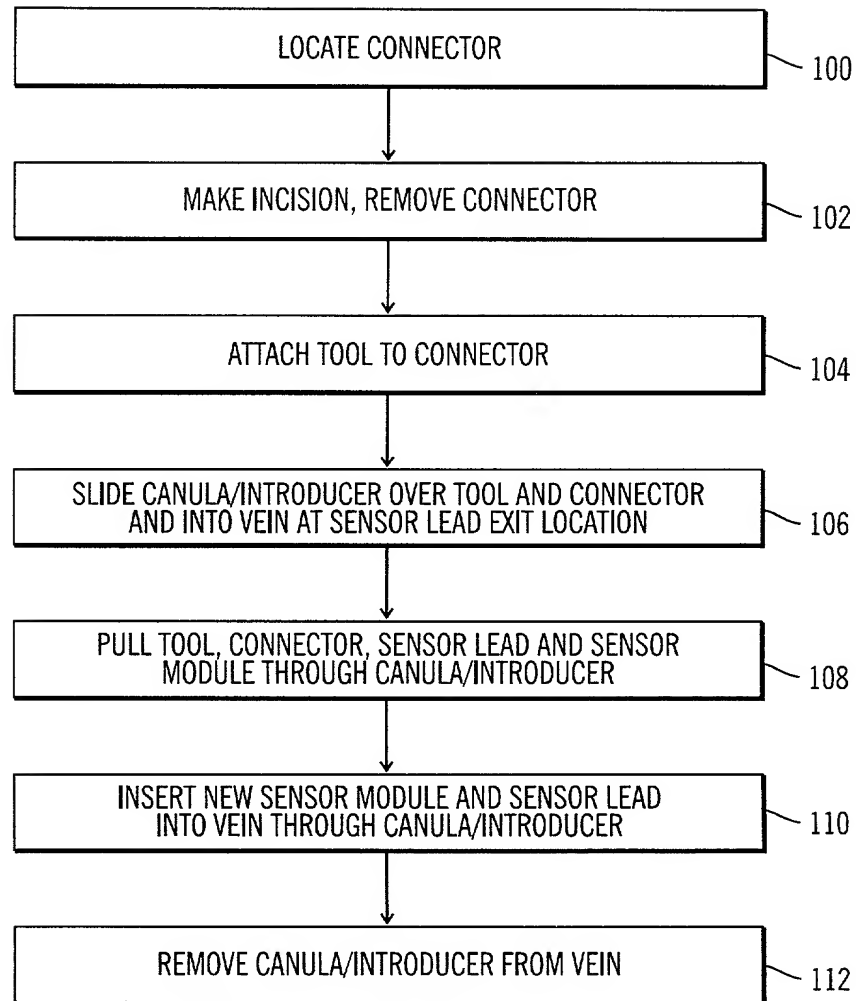 LOCATE CONNECTOR
100
MAKE INCISION, REMOVE CONNECTOR
102
ATTACH TOOL TO CONNECTOR
104
SLIDE CANULA/INTRODUCER OVER TOOL AND CONNECTOR
AND INTO VEIN AT SENSOR LEAD EXIT LOCATION
106
PULL TOOL, CONNECTOR, SENSOR LEAD AND SENSOR
MODULE THROUGH CANULA/INTRODUCER
108
INSERT NEW SENSOR MODULE AND SENSOR LEAD
INTO VEIN THROUGH CANULA/INTRODUCER
110
REMOVE CANULA/INTRODUCER FROM VEIN
112